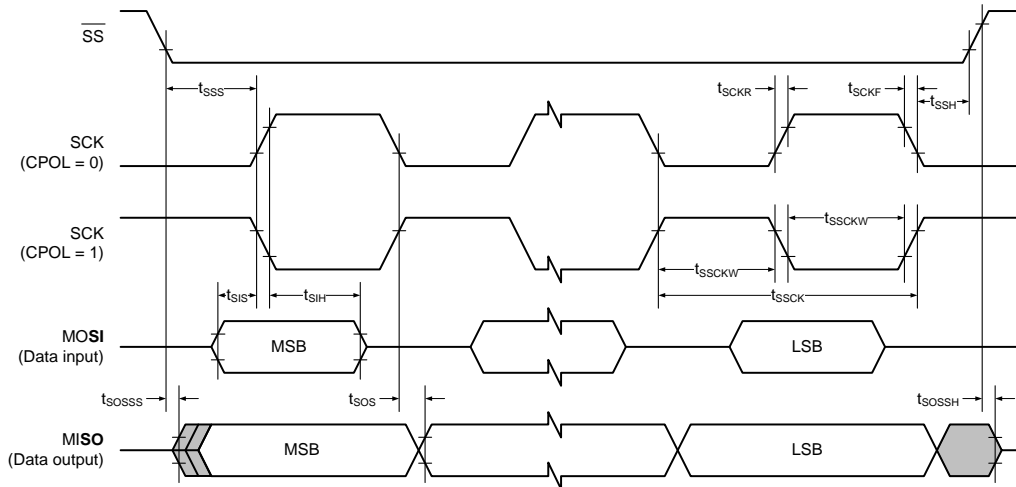 SS
tSSS
tSCKR
tSCKF
tSSH
SCK
(CPOL = 0)
SCK
(CPOL = 1)
tSSCKW
tSSCKW
tSIS
tSIH
tSSCK
MOSI
(Data input)
MSB
LSB
tSOSSS
tSOS
tSOSSH
MISO
(Data output)
MSB
LSB